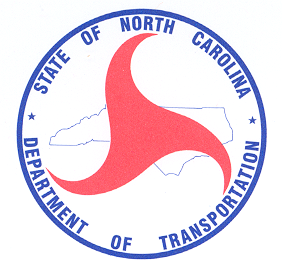 STATE OF NORTH CAROLINA
DEPARTMENT OF TRANSPORTATION